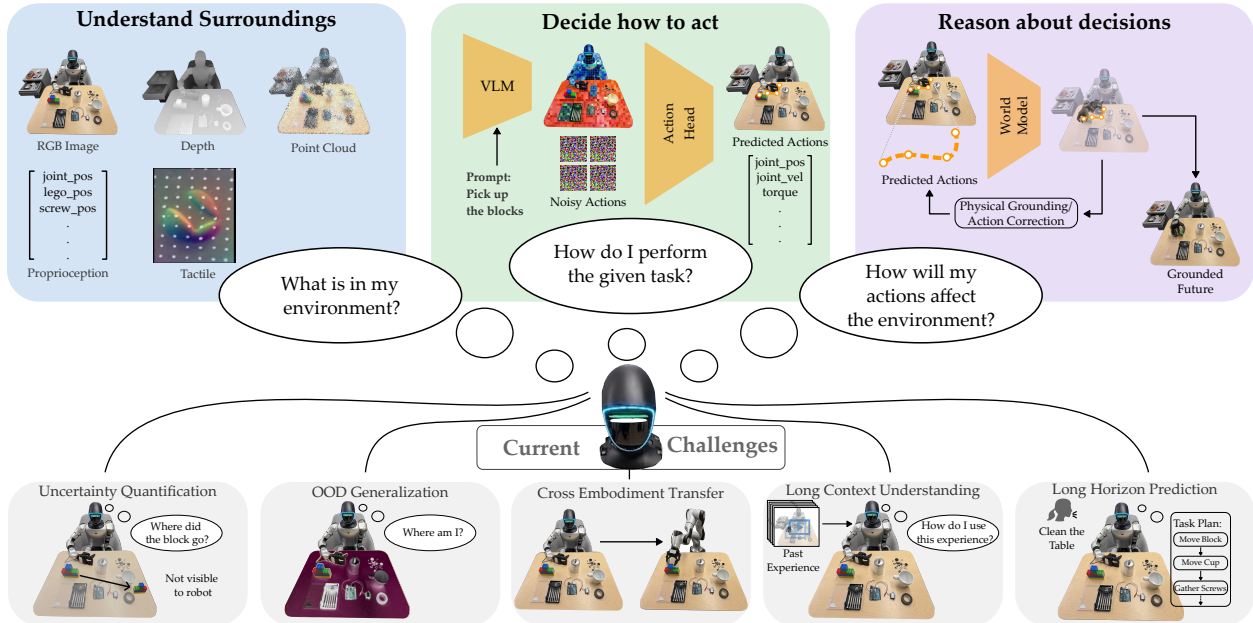 Understand Surroundings
RGB Image
Depth
Point Cloud
joint_pos
lego_pos
screw_pos
.
.
.
Proprioception
Tactile
What is in my
environment?
Decide how to act
VLM
Prompt:
Pick up
the blocks
Noisy Actions
Action
Head
Predicted Actions
joint_pos
joint_vel
torque
.
.
.
How do I perform
the given task?
Reason about decisions
Predicted Actions
World
Model
Physical Grounding/
Action Correction
Grounded
Future
How will my
actions affect
the environment?
Current Challenges
Uncertainty Quantification
Where did
the block go?
Not visible
to robot
OOD Generalization
Where am I?
Cross Embodiment Transfer
Long Context Understanding
Past
Experience
How do I use
this experience?
Long Horizon Prediction
Clean the
Table
Task Plan:
Move Block
Move Cup
Gather Screws